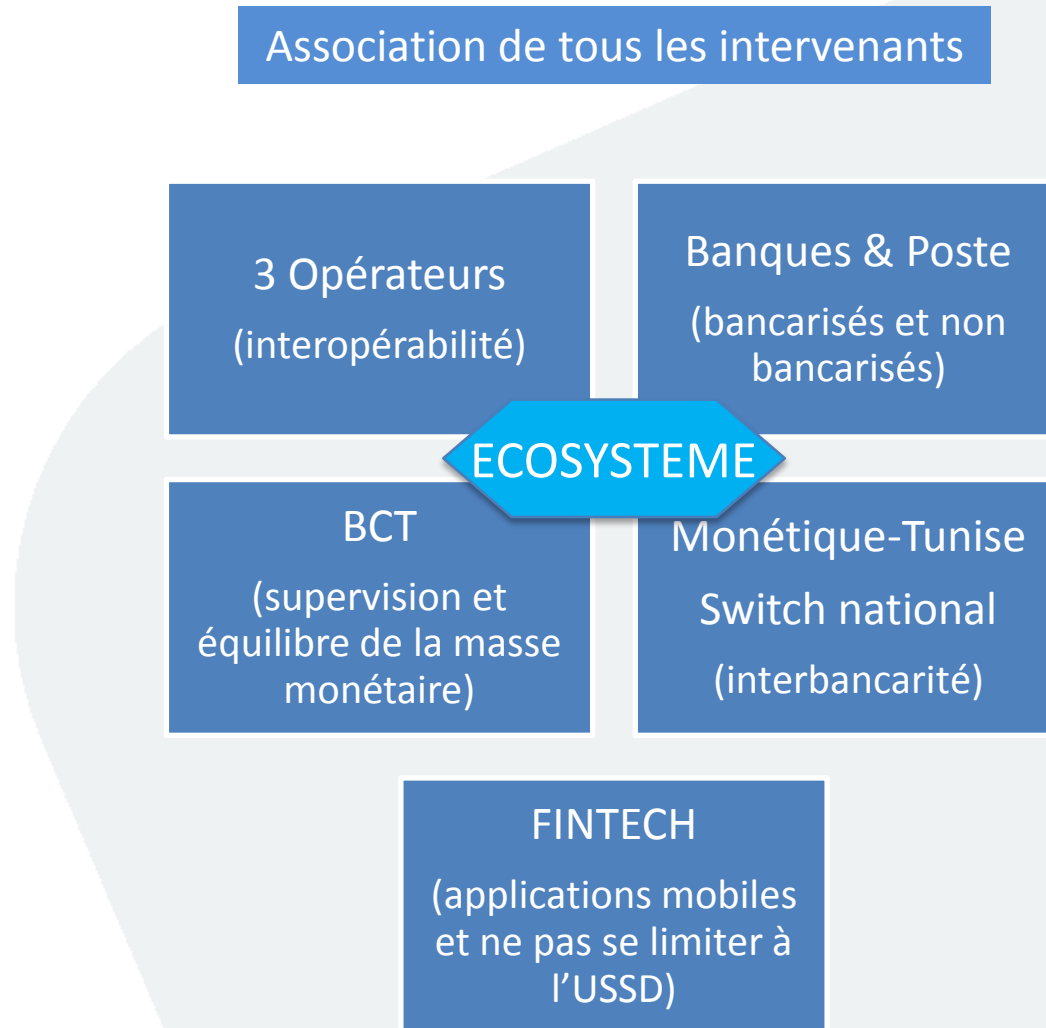 Association de tous les intervenants
3 Opérateurs
(interopérabilité)
Banques & Poste
(bancarisés et non
bancarisés)
ECOSYSTEME
BCT
(supervision et
équilibre de la masse
monétaire)
Monétique-Tunise
Switch national
(interbancarité)
FINTECH
(applications mobiles
et ne pas se limiter à
l’USSD)